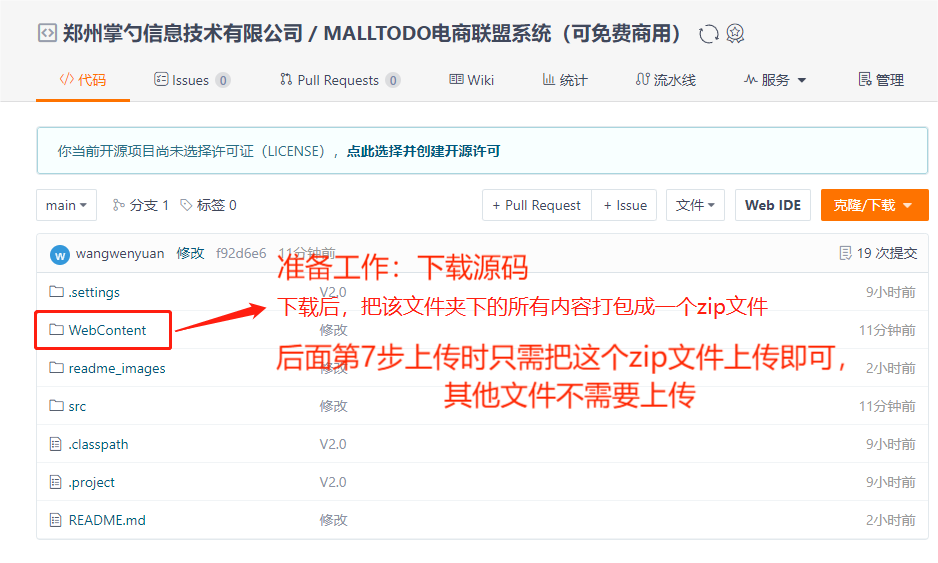 郑州掌勺信息技术有限公司 / MALLTODO电商联盟系统（可免费商用）
代码 Issues 0 Pull Requests 0 Wiki 统计 流水线 服务 管理
你当前开源项目尚未选择许可证（LICENSE），点此选择并创建开源许可
main 分支 1 标签 0 + Pull Request + Issue 文件 Web IDE 克隆/下载
w wangwenyuan 修改 f92d6e6 11分钟前 19 次提交
准备工作：下载源码
.settings V2.0 9小时前
下载后，把该文件夹下的所有内容打包成一个zip文件
WebContent 修改 11分钟前
后面第7步上传时只需把这个zip文件上传即可，
readme_images 修改 2小时前
其他文件不需要上传
src 修改 11分钟前
.classpath V2.0 9小时前
.project V2.0 9小时前
README.md 修改 2小时前